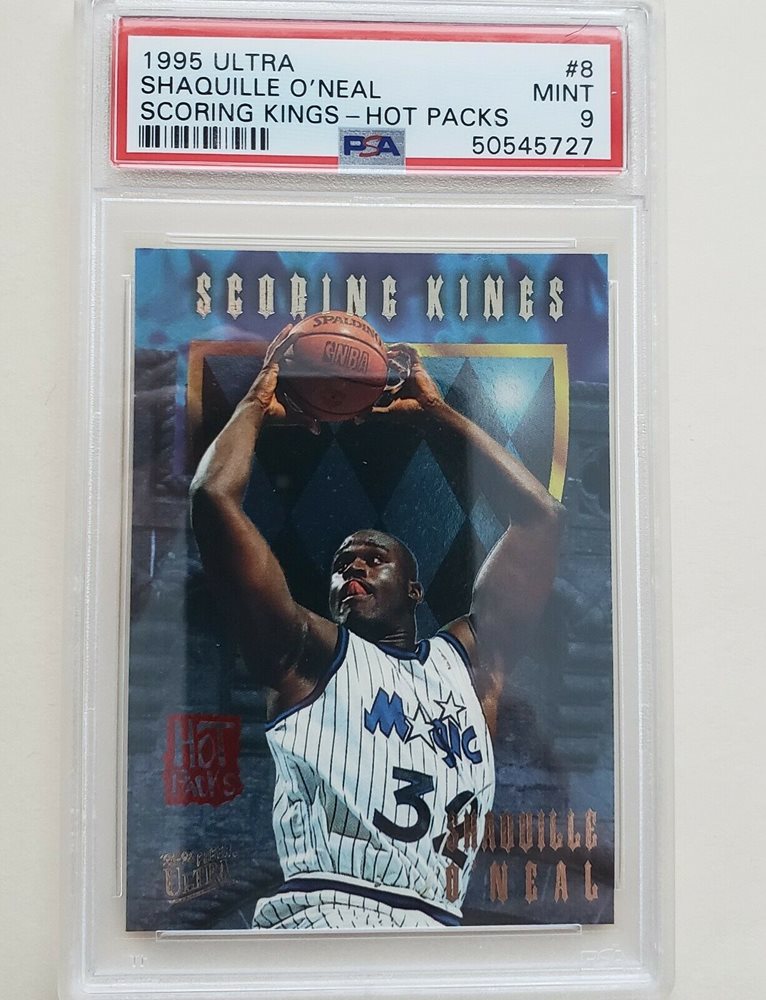 1995 ULTRA #8
SHAQUILLE O'NEAL MINT
SCORING KINGS - HOT PACKS 9
PSA 50545727
SCORING KINGS
SPALDING
NBA
MAGIC
32
HOT
PACKS
SHAQUILLE
O'NEAL
ULTRA